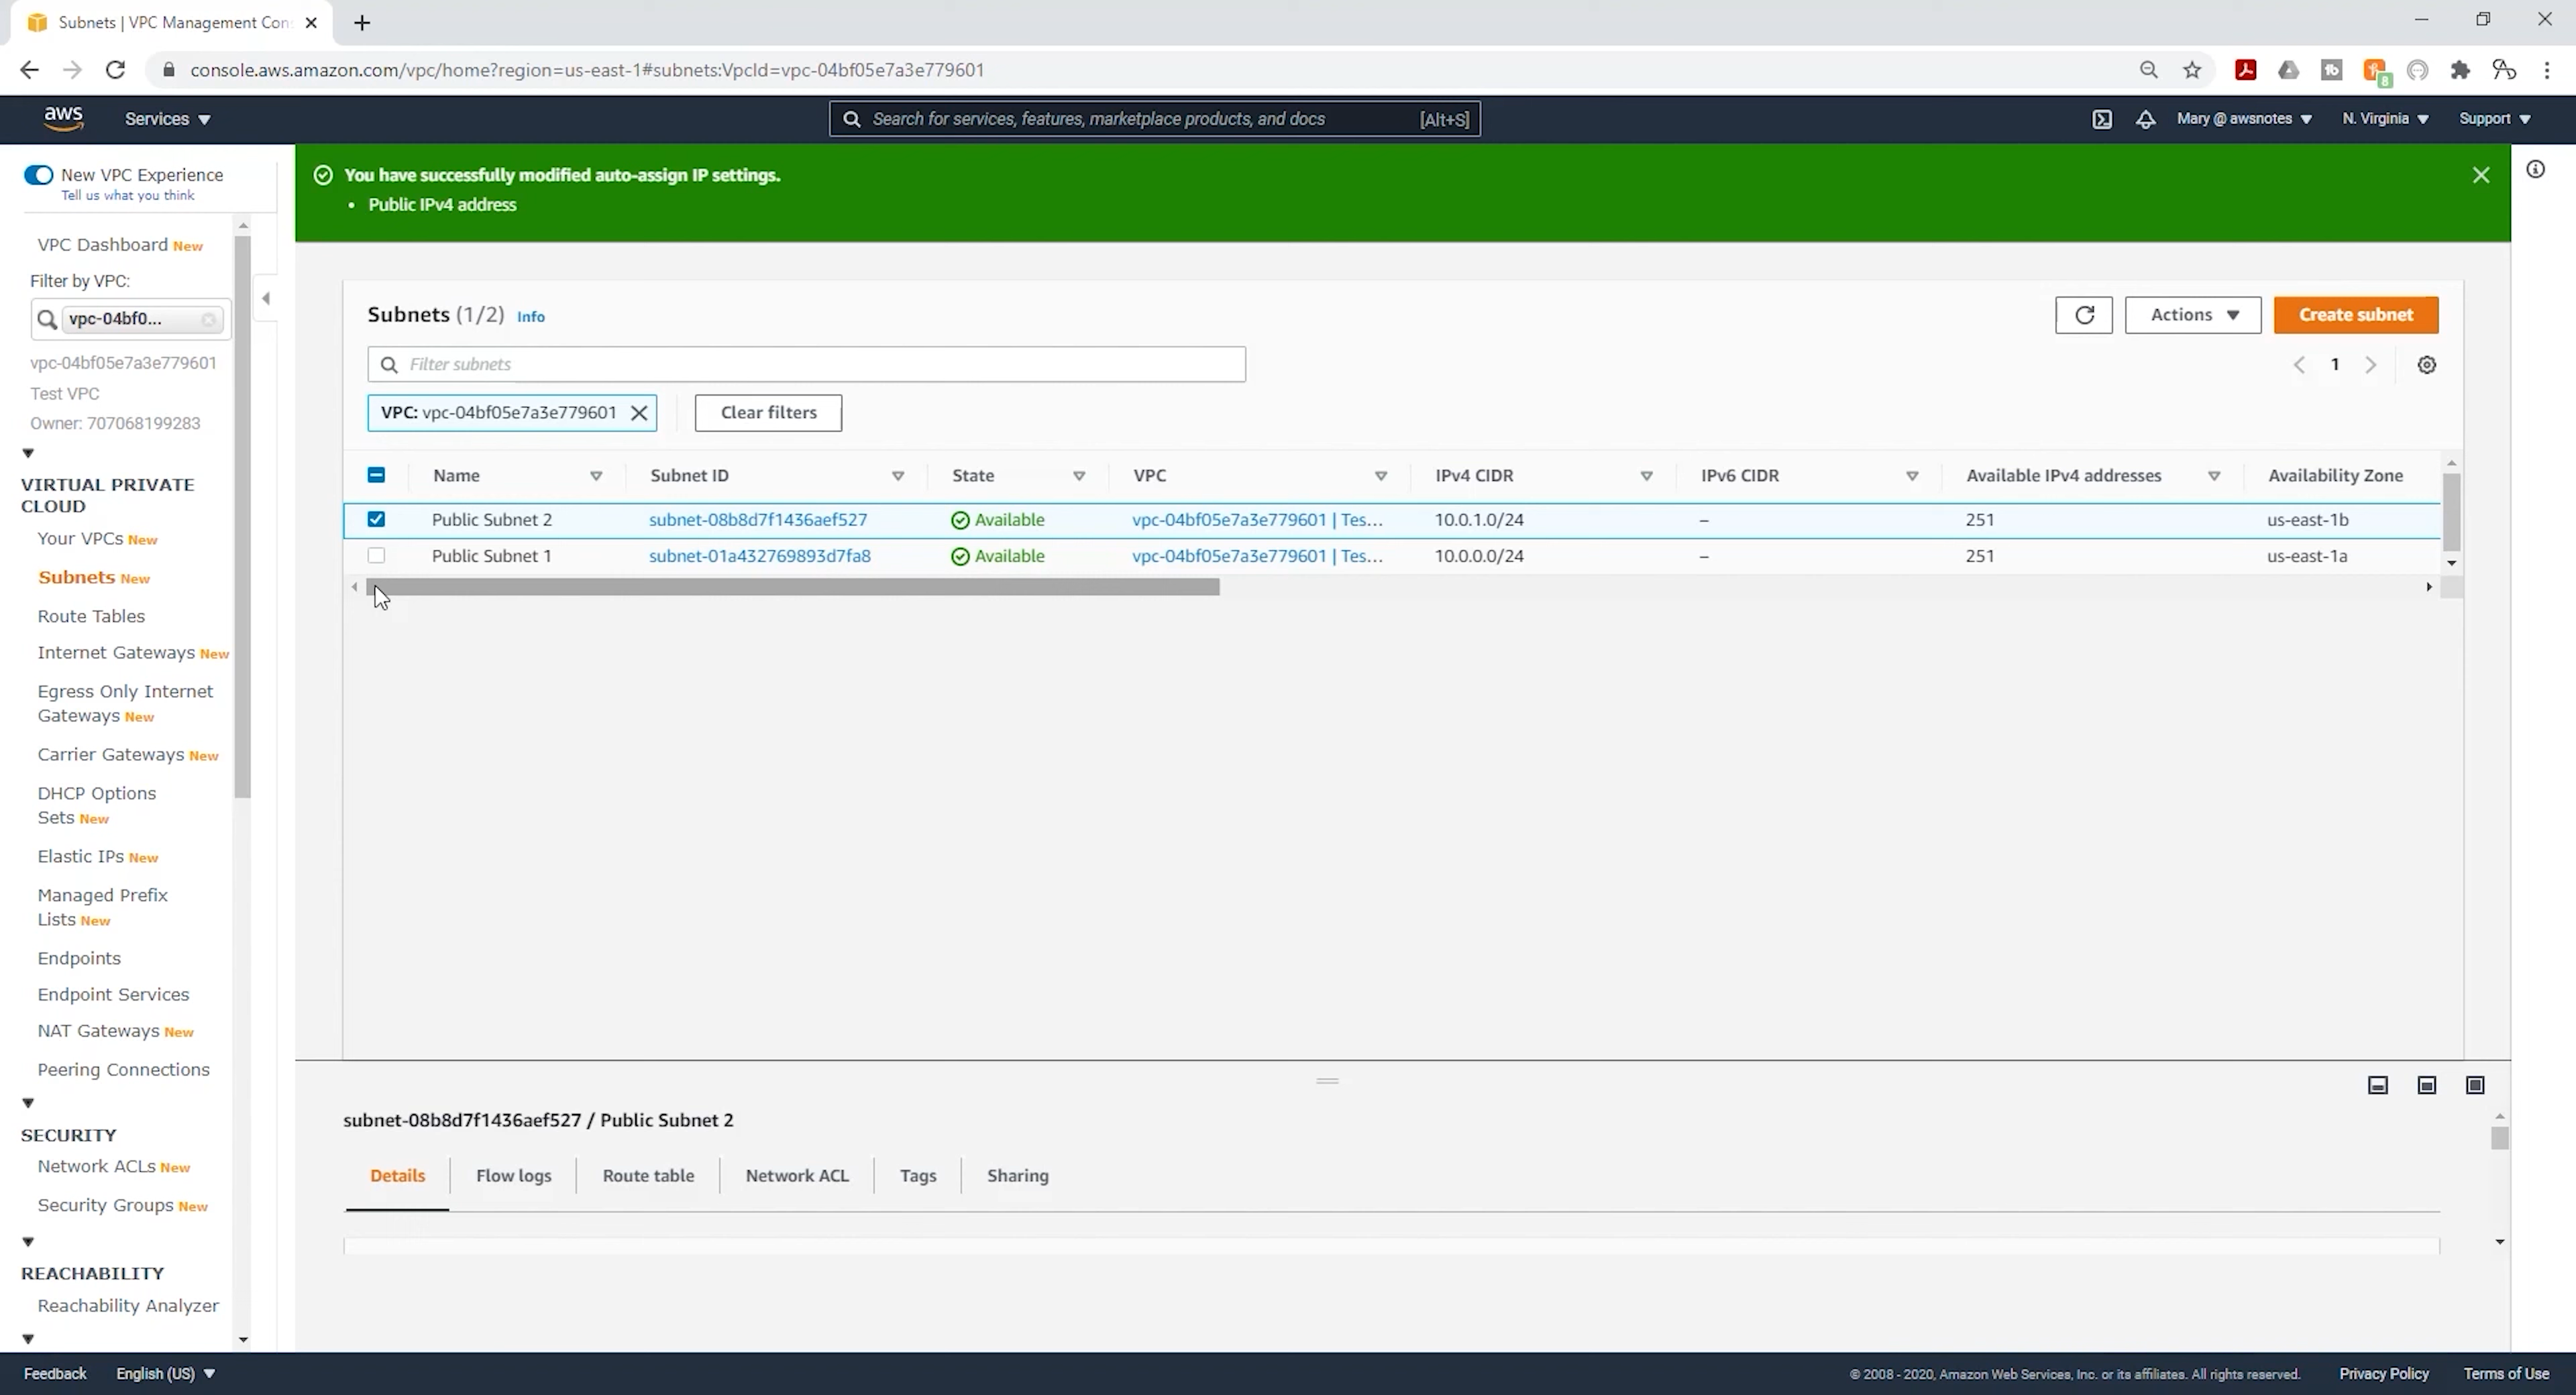 Subnets | VPC Management Con
console.aws.amazon.com/vpc/home?region=us-east-1#subnets:VpcId=vpc-04bf05e7a3e779601
8
aws
Services
Search for services, features, marketplace products, and docs [Alt+S]
Mary @ awsnotes
N. Virginia
Support
New VPC Experience
Tell us what you think
You have successfully modified auto-assign IP settings.
• Public IPv4 address
VPC Dashboard New
Filter by VPC:
vpc-04bf0...
vpc-04bf05e7a3e779601
Test VPC
Owner: 707068199283
VIRTUAL PRIVATE
CLOUD
Your VPCs New
Subnets New
Route Tables
Internet Gateways New
Egress Only Internet
Gateways New
Carrier Gateways New
DHCP Options
Sets New
Elastic IPs New
Managed Prefix
Lists New
Endpoints
Endpoint Services
NAT Gateways New
Peering Connections
SECURITY
Network ACLs New
Security Groups New
REACHABILITY
Reachability Analyzer
Subnets (1/2) Info
Actions
Create subnet
Filter subnets
1
VPC: vpc-04bf05e7a3e779601
Clear filters
Name Subnet ID State VPC IPv4 CIDR IPv6 CIDR Available IPv4 addresses Availability Zone
Public Subnet 2 subnet-08b8d7f1436aef527 Available vpc-04bf05e7a3e779601 | Tes... 10.0.1.0/24 – 251 us-east-1b
Public Subnet 1 subnet-01a432769893d7fa8 Available vpc-04bf05e7a3e779601 | Tes... 10.0.0.0/24 – 251 us-east-1a
subnet-08b8d7f1436aef527 / Public Subnet 2
Details Flow logs Route table Network ACL Tags Sharing
Feedback English (US) © 2008 - 2020, Amazon Web Services, Inc. or its affiliates. All rights reserved. Privacy Policy Terms of Use